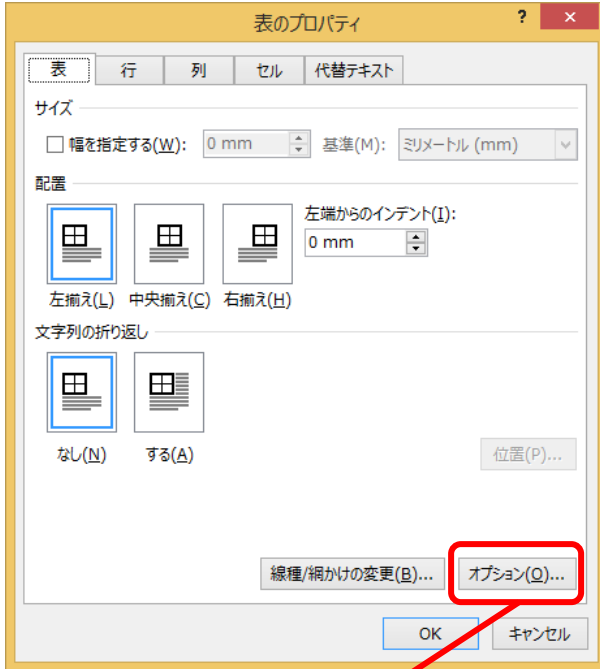 表のプロパティ ? ×
表 行 列 セル 代替テキスト
サイズ
幅を指定する(W): 0 mm 基準(M): ミリメートル (mm)
配置
左端からのインデント(I):
0 mm
左揃え(L) 中央揃え(C) 右揃え(H)
文字列の折り返し
なし(N) する(A) 位置(P)...
線種/網かけの変更(B)... オプション(O)...
OK キャンセル